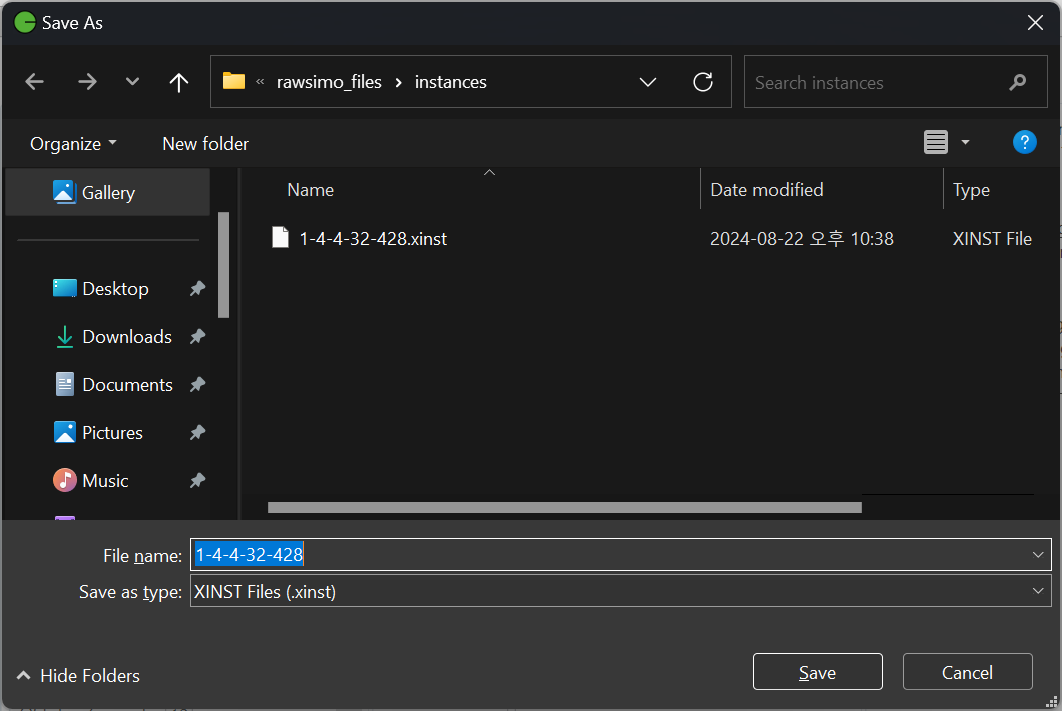 Save As
« rawsimo_files › instances
Search instances
Organize
New folder
?
Gallery
Name
Date modified
Type
1-4-4-32-428.xinst
2024-08-22 오후 10:38
XINST File
Desktop
Downloads
Documents
Pictures
Music
File name: 1-4-4-32-428
Save as type: XINST Files (.xinst)
Hide Folders
Save
Cancel